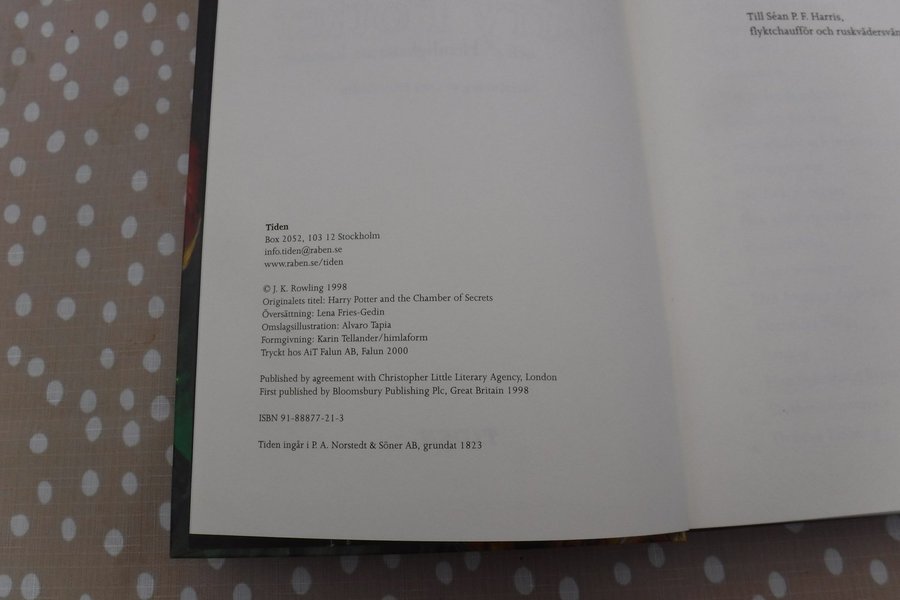 Tiden
Box 2052, 103 12 Stockholm
info.tiden@raben.se
www.raben.se/tiden
© J. K. Rowling 1998
Originalets titel: Harry Potter and the Chamber of Secrets
Översättning: Lena Fries-Gedin
Omslagsillustration: Alvaro Tapia
Formgivning: Karin Tellander/himlaform
Tryckt hos AiT Falun AB, Falun 2000
Published by agreement with Christopher Little Literary Agency, London
First published by Bloomsbury Publishing Plc, Great Britain 1998
ISBN 91-88877-21-3
Tiden ingår i P. A. Norstedt & Söner AB, grundat 1823
Till Séan P. F. Harris,
flyktchaufför och ruskvädersvän